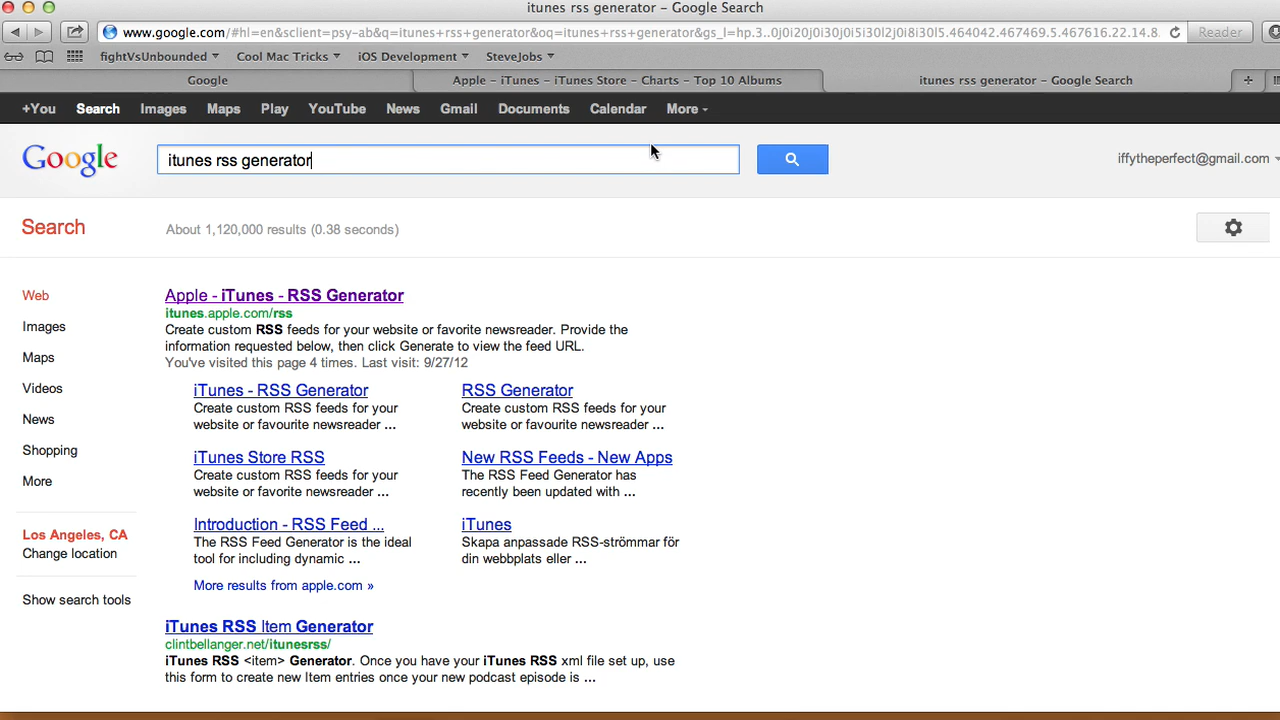 itunes rss generator – Google Search
www.google.com/#hl=en&sclient=psy-ab&q=itunes+rss+generator&oq=itunes+rss+generator&gs_l=hp.3..0j0i20j0i30j0i5i30l2j0i8i30l5.464042.467469.5.467616.22.14.8.
Reader
fightVsUnbounded ▾ Cool Mac Tricks ▾ iOS Development ▾ SteveJobs ▾
Google
Apple – iTunes – iTunes Store – Charts – Top 10 Albums
itunes rss generator – Google Search
+You Search Images Maps Play YouTube News Gmail Documents Calendar More
Google
itunes rss generator
iffytheperfect@gmail.com
Search
About 1,120,000 results (0.38 seconds)
Web
Images
Maps
Videos
News
Shopping
More
Los Angeles, CA
Change location
Show search tools
Apple - iTunes - RSS Generator
itunes.apple.com/rss
Create custom RSS feeds for your website or favorite newsreader. Provide the
information requested below, then click Generate to view the feed URL.
You've visited this page 4 times. Last visit: 9/27/12
iTunes - RSS Generator
Create custom RSS feeds for your
website or favourite newsreader ...
RSS Generator
Create custom RSS feeds for your
website or favourite newsreader ...
iTunes Store RSS
Create custom RSS feeds for your
website or favorite newsreader ...
New RSS Feeds - New Apps
The RSS Feed Generator has
recently been updated with ...
Introduction - RSS Feed ...
The RSS Feed Generator is the ideal
tool for including dynamic ...
iTunes
Skapa anpassade RSS-strömmar för
din webbplats eller ...
More results from apple.com »
iTunes RSS Item Generator
clintbellanger.net/itunesrss/
iTunes RSS <item> Generator. Once you have your iTunes RSS xml file set up, use
this form to create new Item entries once your new podcast episode is ...